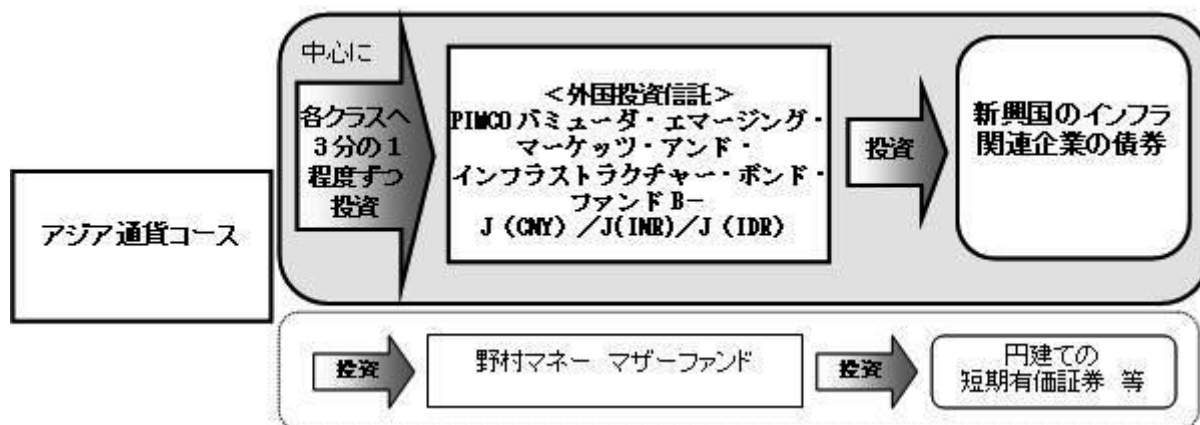 アジア通貨コース
中心に
各クラスへ
３分の１
程度ずつ
投資
＜外国投資信託＞
PIMCO バミューダ・エマージング・
マーケッツ・アンド・
インフラストラクチャー・ボンド・
ファンド B－
J（CNY）／J(INR)／J（IDR）
投資
新興国のインフラ
関連企業の債券
投資
野村マネー マザーファンド
投資
円建ての
短期有価証券 等